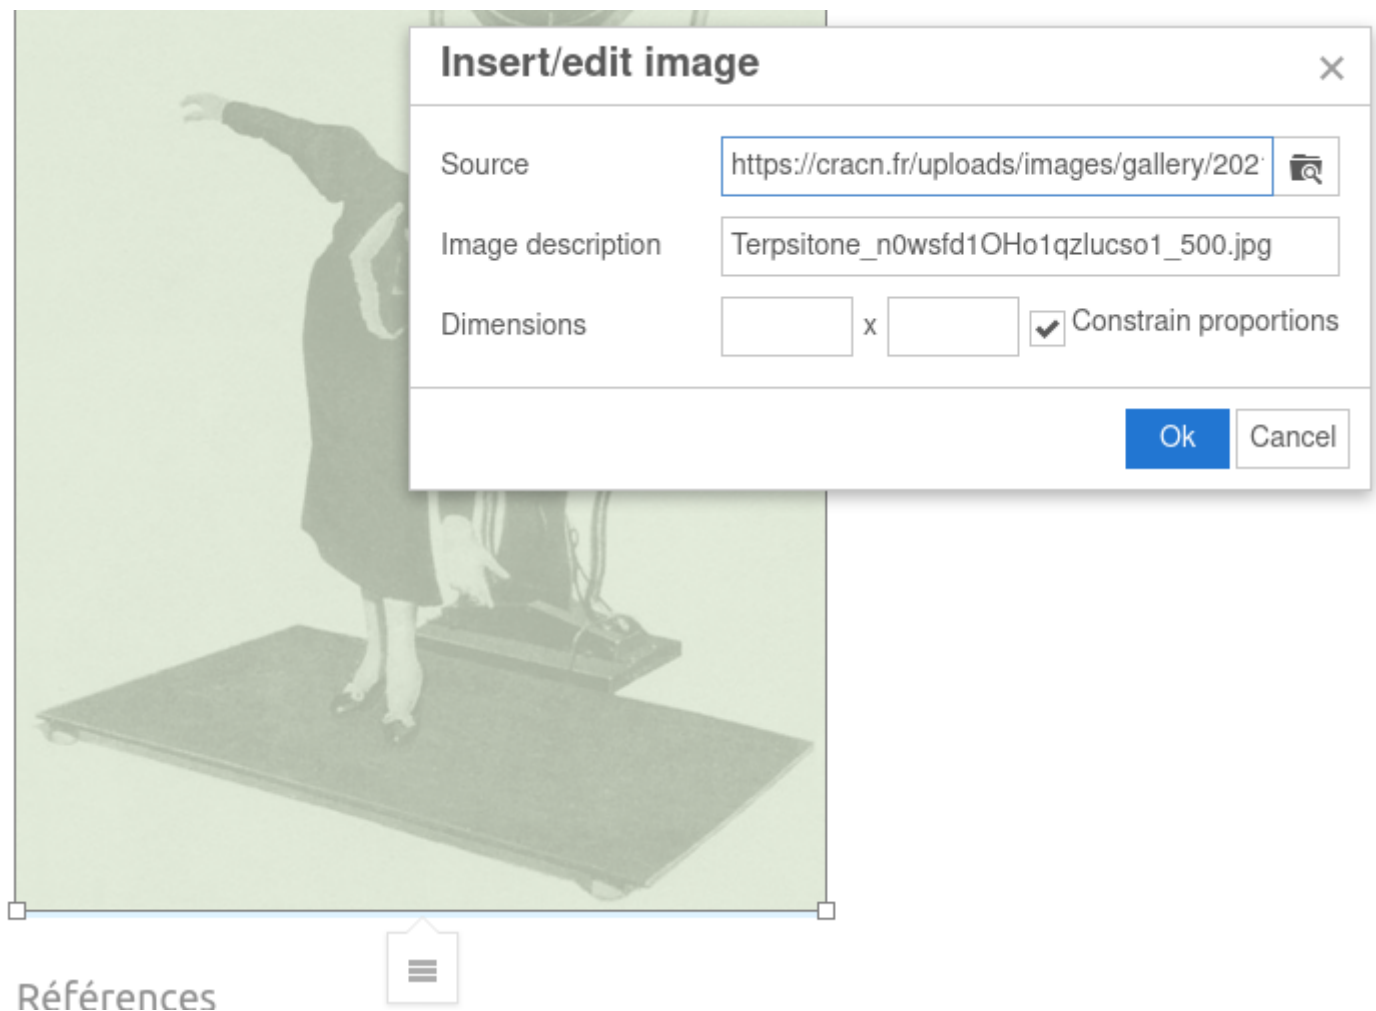 Insert/edit image
Source
https://cracn.fr/uploads/images/gallery/202
Image description
Terpsitone_n0wsfd1OHo1qzlucso1_500.jpg
Dimensions
x
Constrain proportions
Ok
Cancel
Références